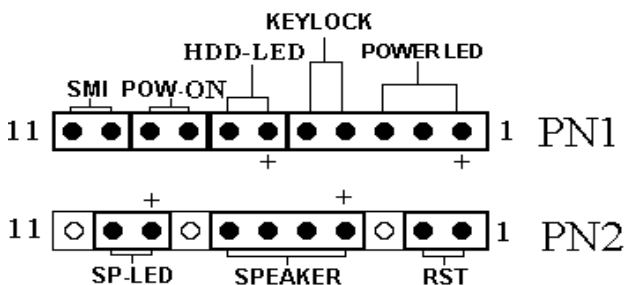 KEYLOCK
HDD-LED POWER LED
SMI POW-ON
11 1 PN1
+ +
+ +
11 1 PN2
SP-LED SPEAKER RST